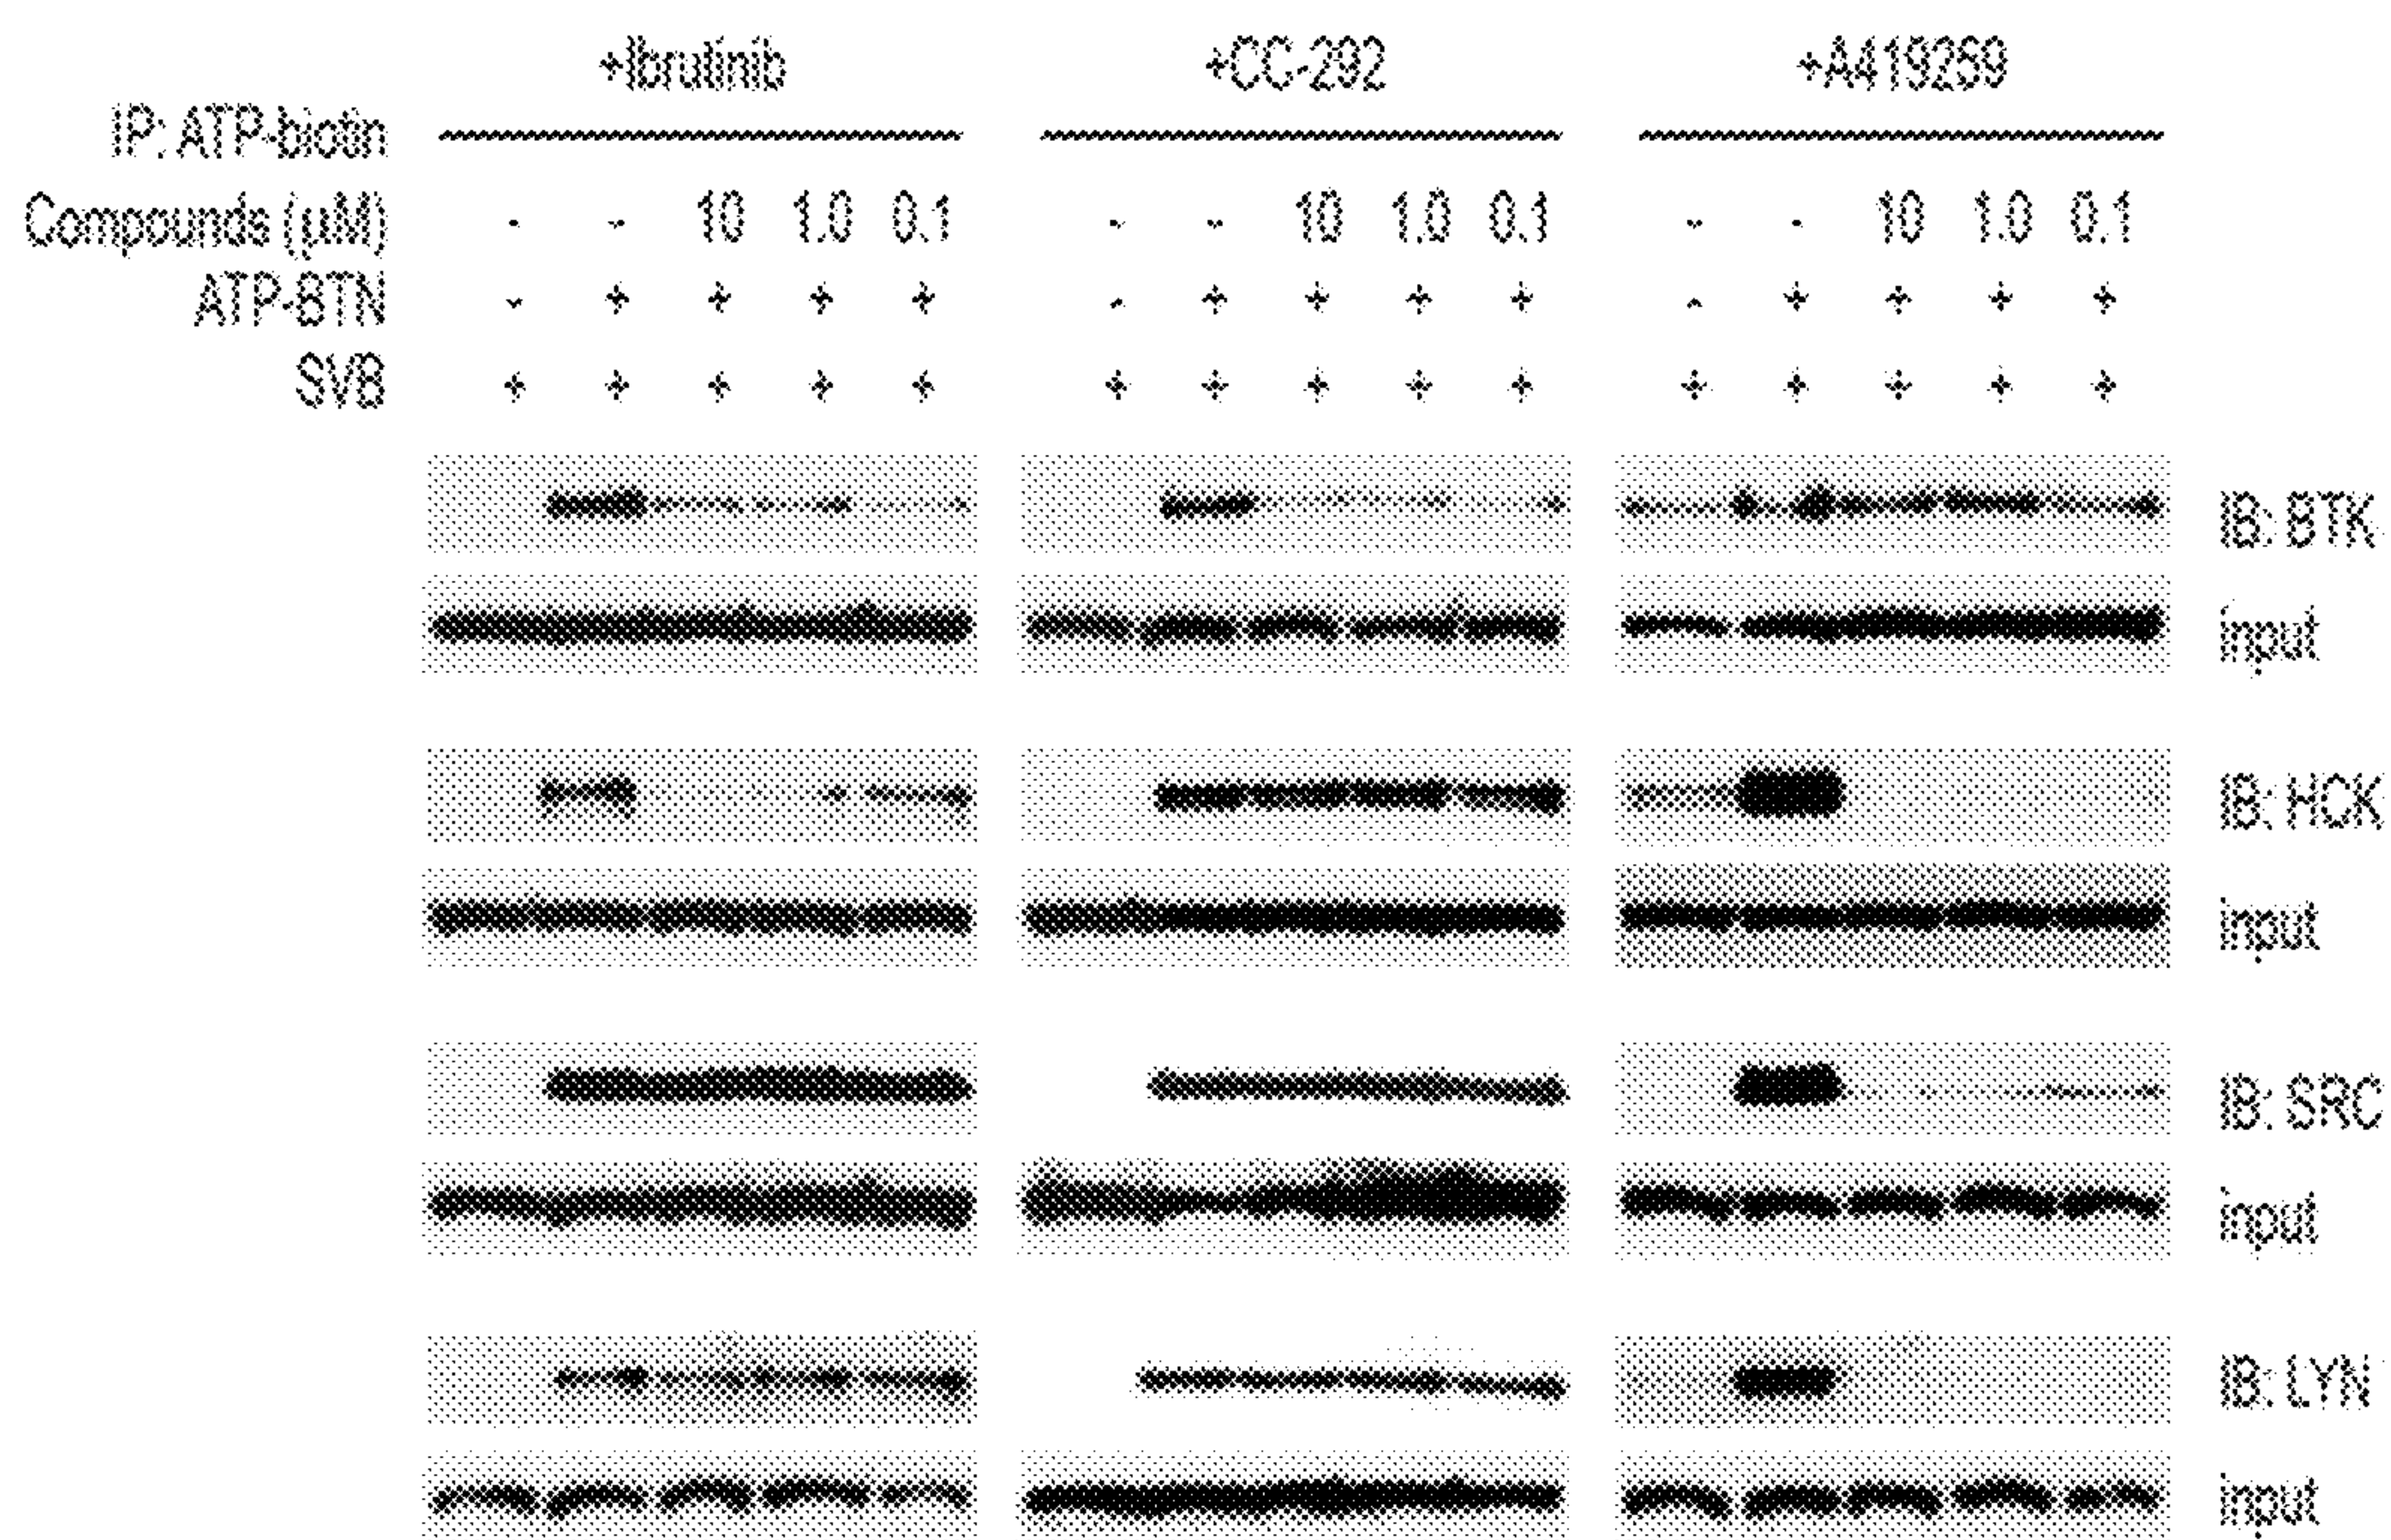 +Ibrutinib +CC-292 +A419259
IP: ATP-biotin
Compounds (µM) - - 10 1.0 0.1 - - 10 1.0 0.1 - - 10 1.0 0.1
ATP-BTN - + + + + - + + + + - + + + +
SVB + + + + + + + + + + + + + + +
IB: BTK
input
IB: HCK
input
IB: SRC
input
IB: LYN
input